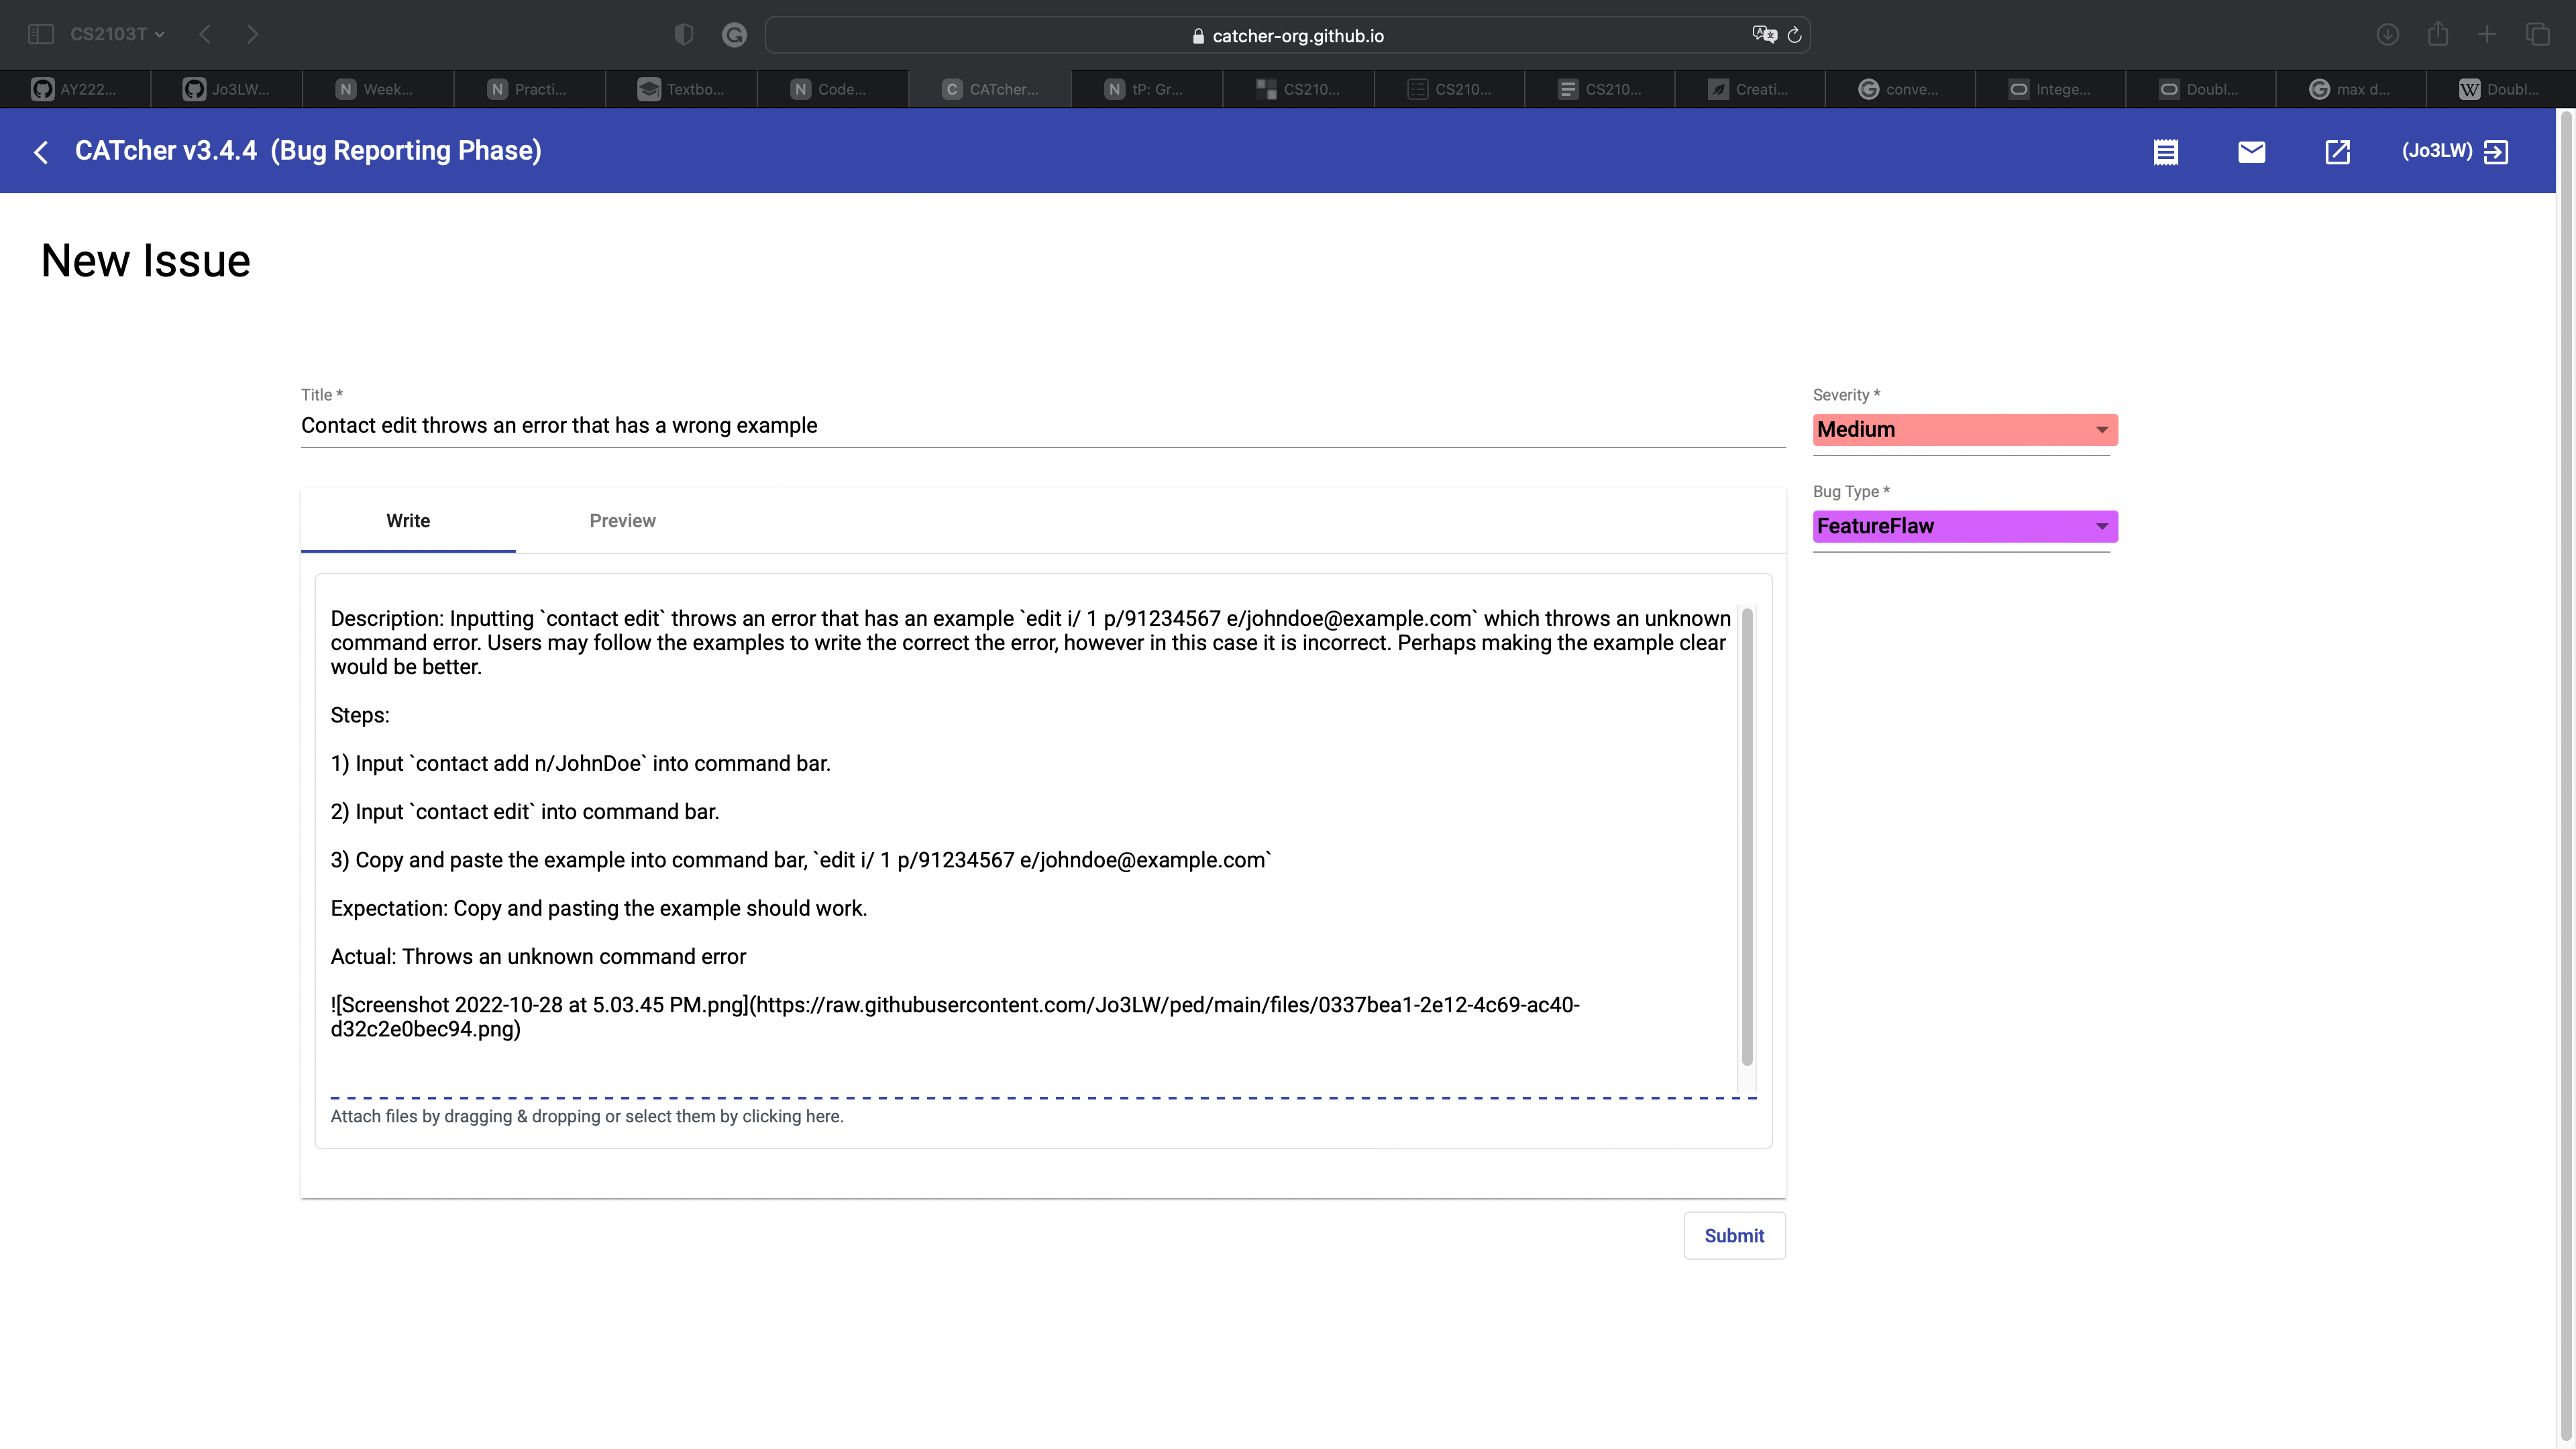 CS2103T
catcher-org.github.io
AY222...
Jo3LW...
N Week...
N Practi...
Textbo...
N Code...
C CATcher...
N tP: Gr...
CS210...
CS210...
CS210...
Creati...
G conve...
Intege...
Doubl...
G max d...
W Doubl...
CATcher v3.4.4 (Bug Reporting Phase)
(Jo3LW)
New Issue
Title *
Contact edit throws an error that has a wrong example
Severity *
Medium
Bug Type *
FeatureFlaw
Write
Preview
Description: Inputting `contact edit` throws an error that has an example `edit i/ 1 p/91234567 e/johndoe@example.com` which throws an unknown
command error. Users may follow the examples to write the correct the error, however in this case it is incorrect. Perhaps making the example clear
would be better.
Steps:
1) Input `contact add n/JohnDoe` into command bar.
2) Input `contact edit` into command bar.
3) Copy and paste the example into command bar, `edit i/ 1 p/91234567 e/johndoe@example.com`
Expectation: Copy and pasting the example should work.
Actual: Throws an unknown command error
![Screenshot 2022-10-28 at 5.03.45 PM.png](https://raw.githubusercontent.com/Jo3LW/ped/main/files/0337bea1-2e12-4c69-ac40-
d32c2e0bec94.png)
Attach files by dragging & dropping or select them by clicking here.
Submit